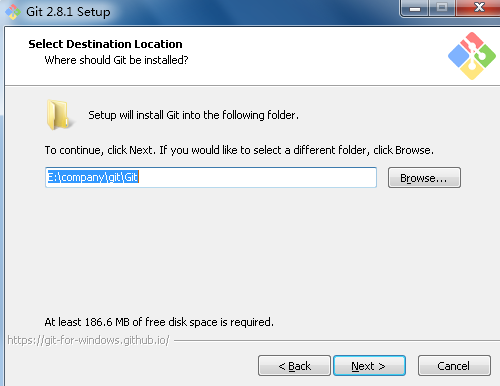 Git 2.8.1 Setup
Select Destination Location
Where should Git be installed?
Setup will install Git into the following folder.
To continue, click Next. If you would like to select a different folder, click Browse.
E:\company\git\Git
Browse...
At least 186.6 MB of free disk space is required.
https://git-for-windows.github.io/
< Back
Next >
Cancel